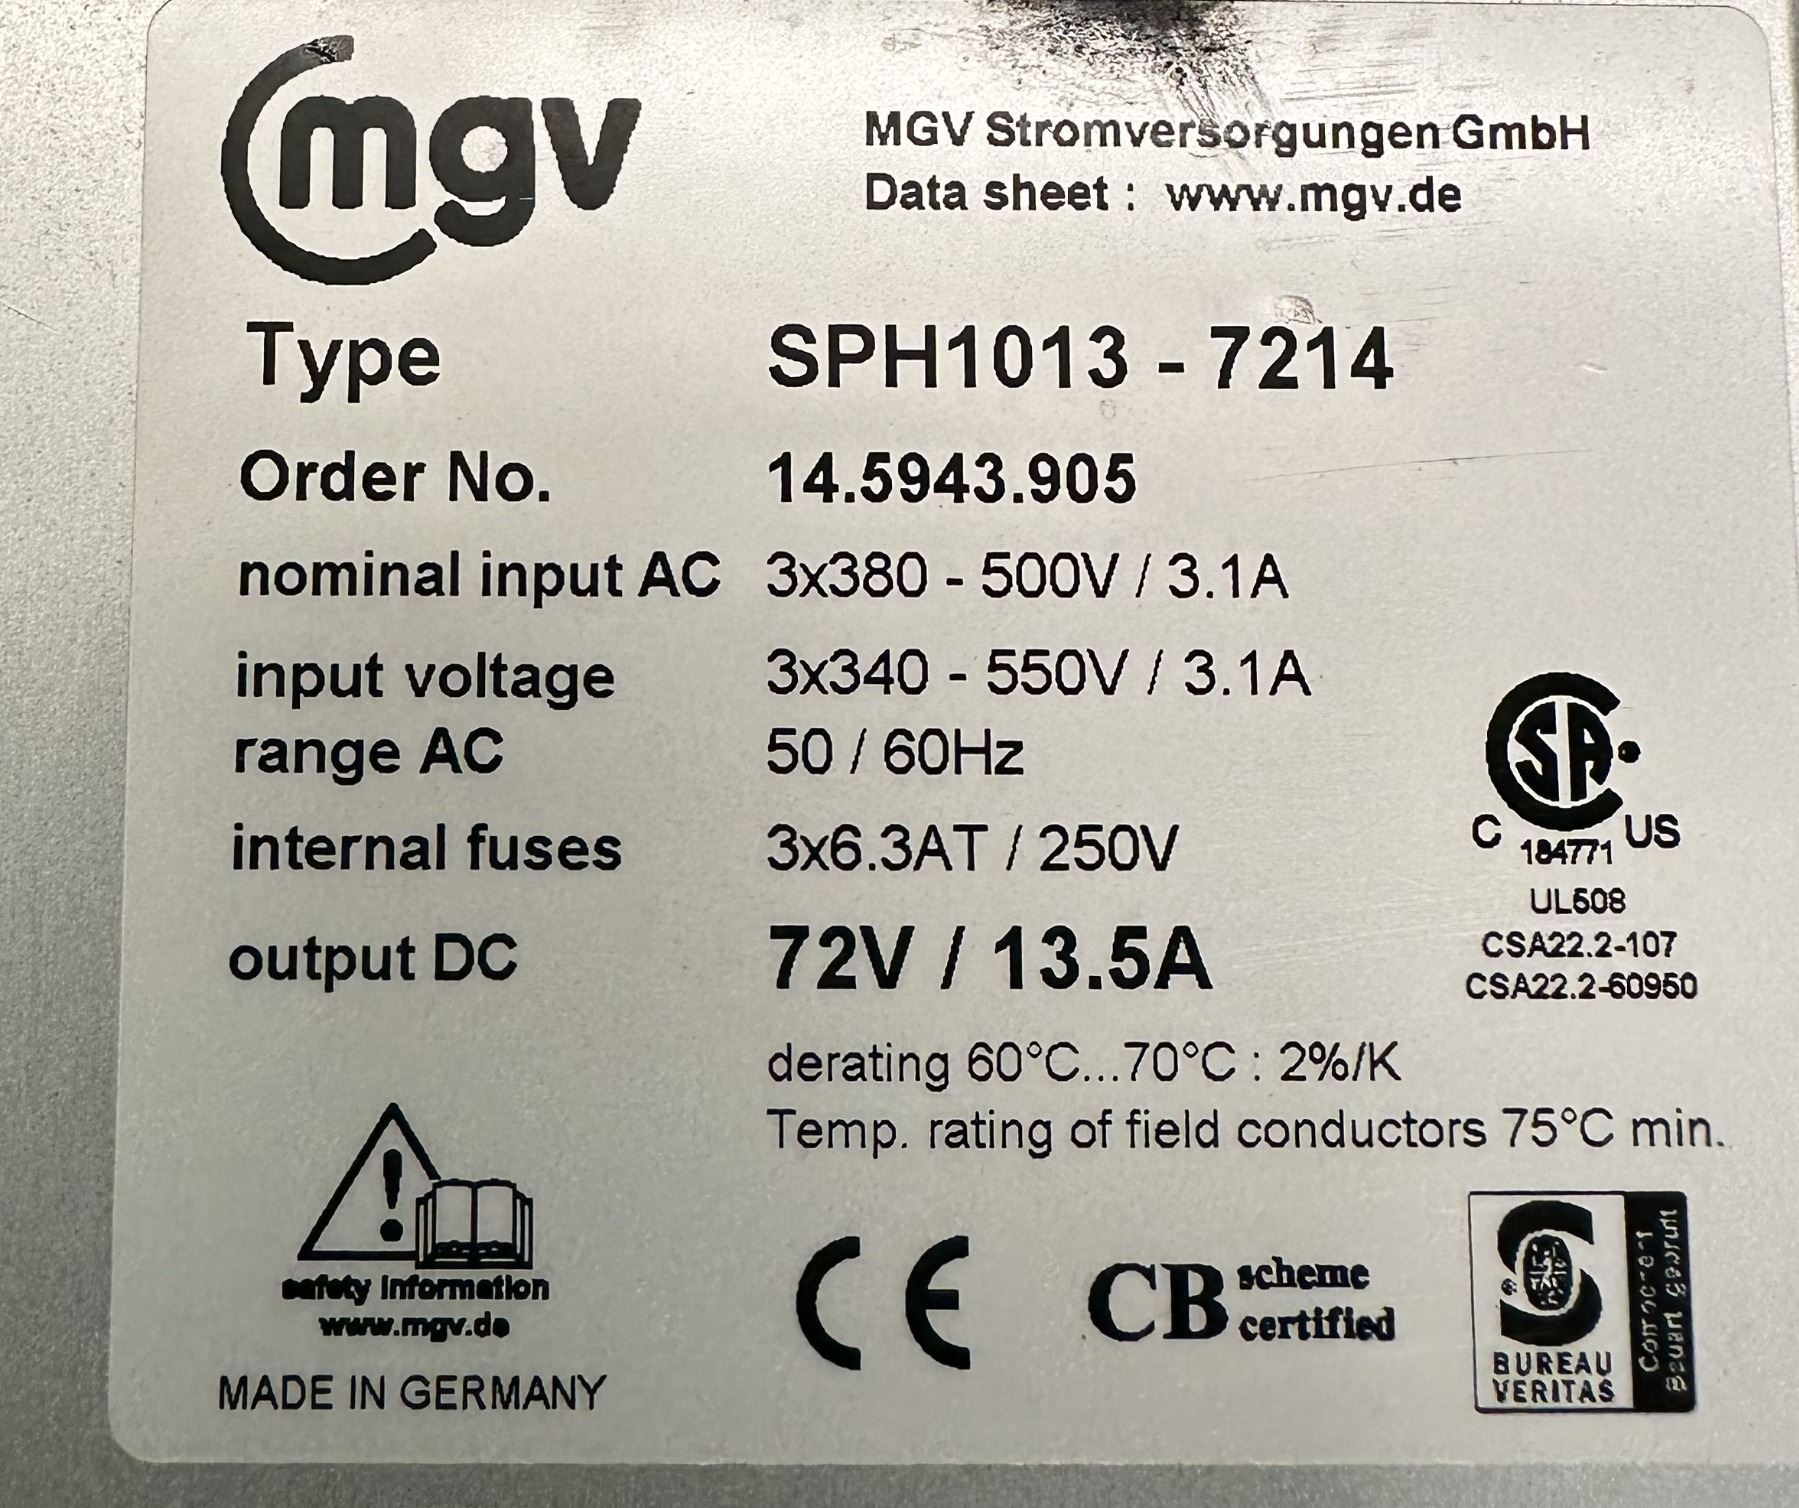 mgv
MGV Stromversorgungen GmbH
Data sheet : www.mgv.de
Type SPH1013 - 7214
Order No. 14.5943.905
nominal input AC 3x380 - 500V / 3.1A
input voltage 3x340 - 550V / 3.1A
range AC 50 / 60Hz
internal fuses 3x6.3AT / 250V
output DC 72V / 13.5A
derating 60°C...70°C : 2%/K
Temp. rating of field conductors 75°C min.
CSA
C 184771 US
UL508
CSA22.2-107
CSA22.2-60950
safety information
www.mgv.de
MADE IN GERMANY
CE
CB scheme
certified
BUREAU
VERITAS
Bauart geprüft